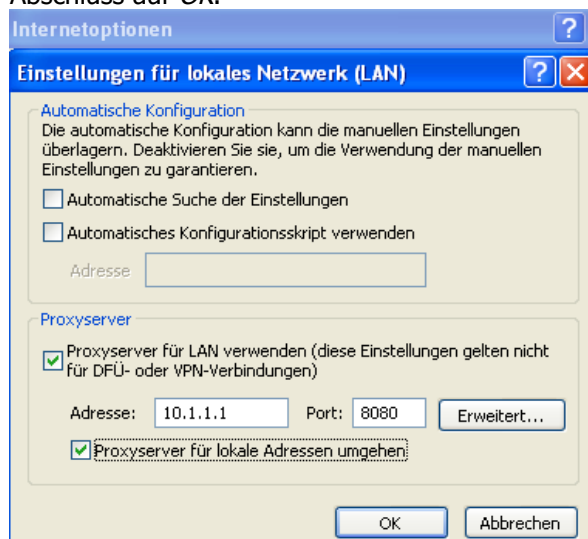 Abschluss auf OK.
Internetoptionen
Einstellungen für lokales Netzwerk (LAN)
Automatische Konfiguration
Die automatische Konfiguration kann die manuellen Einstellungen
überlagern. Deaktivieren Sie sie, um die Verwendung der manuellen
Einstellungen zu garantieren.
Automatische Suche der Einstellungen
Automatisches Konfigurationsskript verwenden
Adresse
Proxyserver
Proxyserver für LAN verwenden (diese Einstellungen gelten nicht
für DFÜ- oder VPN-Verbindungen)
Adresse: 10.1.1.1 Port: 8080 Erweitert...
Proxyserver für lokale Adressen umgehen
OK Abbrechen